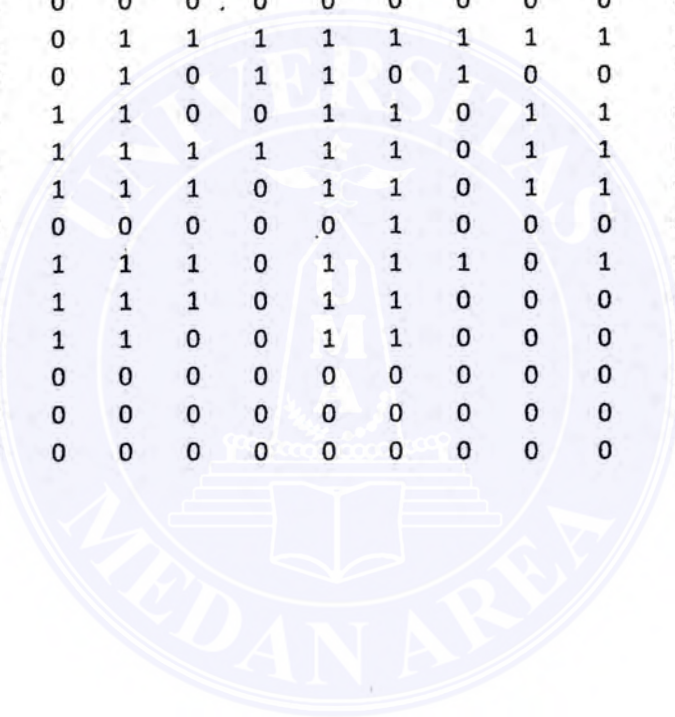 0 0 0 0 0 0 0 0 0
0 1 1 1 1 1 1 1 1
0 1 0 1 1 0 1 0 0
1 1 0 0 1 1 0 1 1
1 1 1 1 1 1 0 1 1
1 1 1 0 1 1 0 1 1
0 0 0 0 0 1 0 0 0
1 1 1 0 1 1 1 0 1
1 1 1 0 1 1 0 0 0
1 1 0 0 1 1 0 0 0
0 0 0 0 0 0 0 0 0
0 0 0 0 0 0 0 0 0
0 0 0 0 0 0 0 0 0
UNIVERSITAS
U
M
A
MEDAN AREA